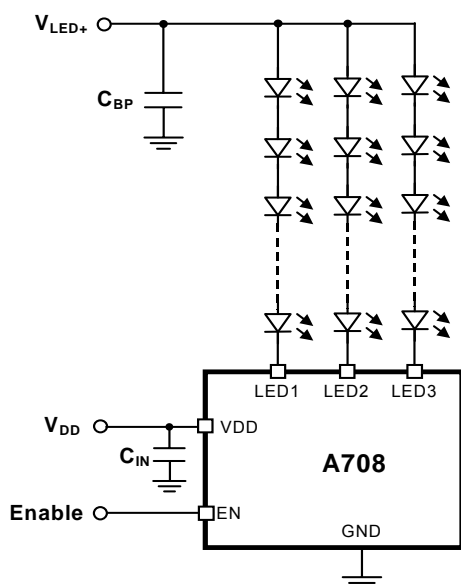 VLED+
CBP
LED1 LED2 LED3
VDD
VDD
CIN
A708
Enable
EN
GND